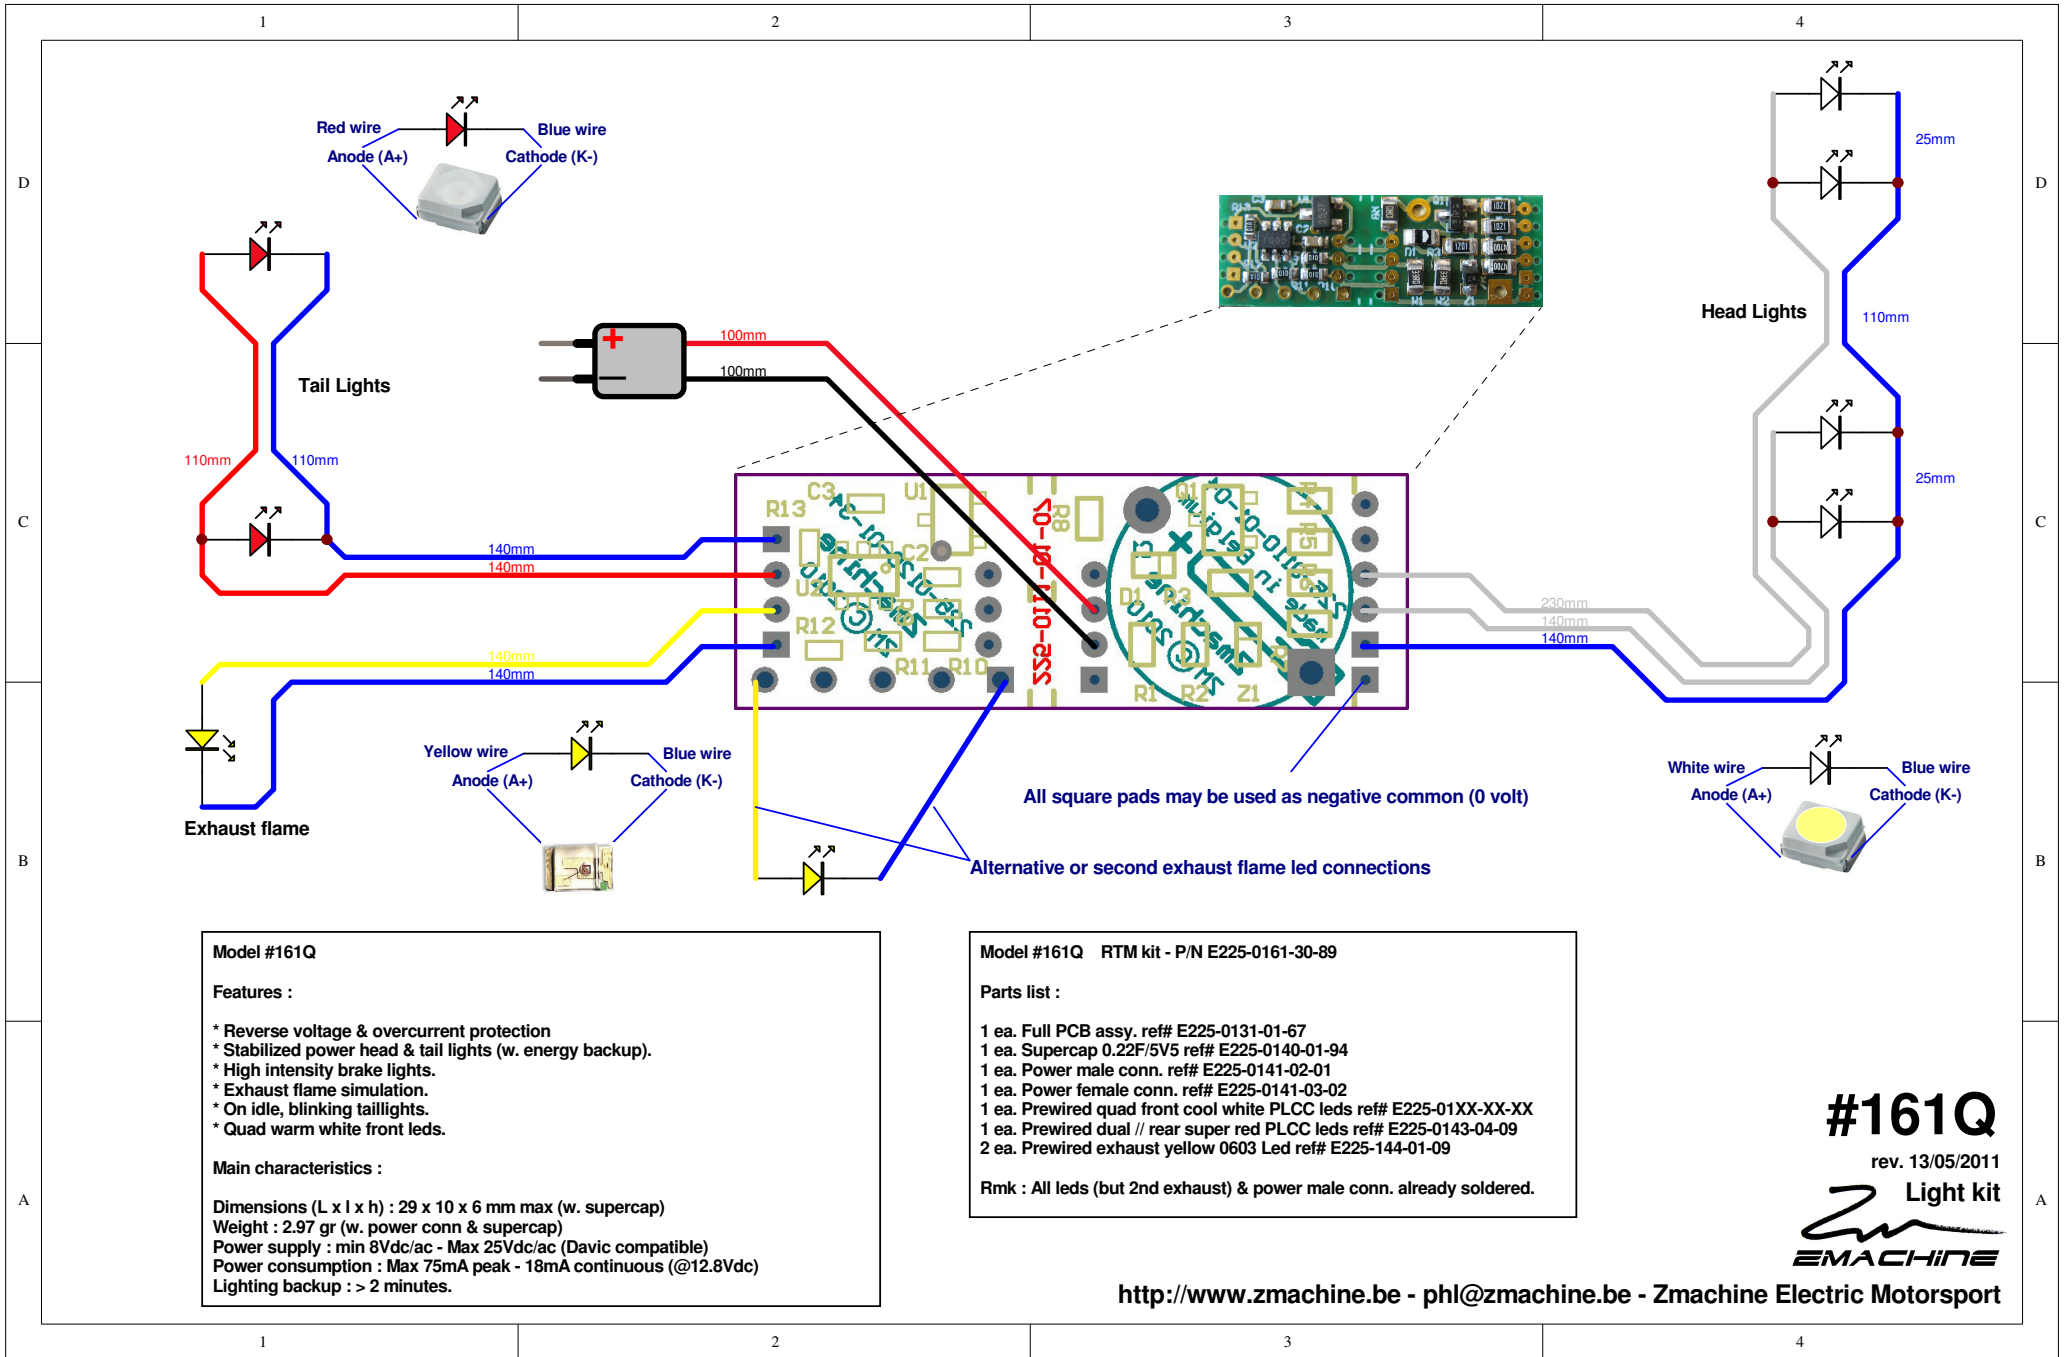 1
2
3
4
D
D
C
C
B
B
A
A
Red wire
Anode (A+)
Blue wire
Cathode (K-)
25mm
Head Lights
110mm
100mm
100mm
Tail Lights
110mm
110mm
25mm
R13
C3
U1
C2
U2
R12
R11
R10
225-0111-01-07
R8
Q1
R5
D1
R3
R1
R2
Z1
140mm
140mm
140mm
140mm
230mm
140mm
140mm
Yellow wire
Anode (A+)
Blue wire
Cathode (K-)
Exhaust flame
All square pads may be used as negative common (0 volt)
Alternative or second exhaust flame led connections
White wire
Anode (A+)
Blue wire
Cathode (K-)
Model #161Q
Features :
* Reverse voltage & overcurrent protection
* Stabilized power head & tail lights (w. energy backup).
* High intensity brake lights.
* Exhaust flame simulation.
* On idle, blinking taillights.
* Quad warm white front leds.
Main characteristics :
Dimensions (L x l x h) : 29 x 10 x 6 mm max (w. supercap)
Weight : 2.97 gr (w. power conn & supercap)
Power supply : min 8Vdc/ac - Max 25Vdc/ac (Davic compatible)
Power consumption : Max 75mA peak - 18mA continuous (@12.8Vdc)
Lighting backup : > 2 minutes.
Model #161Q RTM kit - P/N E225-0161-30-89
Parts list :
1 ea. Full PCB assy. ref# E225-0131-01-67
1 ea. Supercap 0.22F/5V5 ref# E225-0140-01-94
1 ea. Power male conn. ref# E225-0141-02-01
1 ea. Power female conn. ref# E225-0141-03-02
1 ea. Prewired quad front cool white PLCC leds ref# E225-01XX-XX-XX
1 ea. Prewired dual // rear super red PLCC leds ref# E225-0143-04-09
2 ea. Prewired exhaust yellow 0603 Led ref# E225-144-01-09
Rmk : All leds (but 2nd exhaust) & power male conn. already soldered.
#161Q
rev. 13/05/2011
Light kit
ZMACHINE
http://www.zmachine.be - phl@zmachine.be - Zmachine Electric Motorsport
1
2
3
4